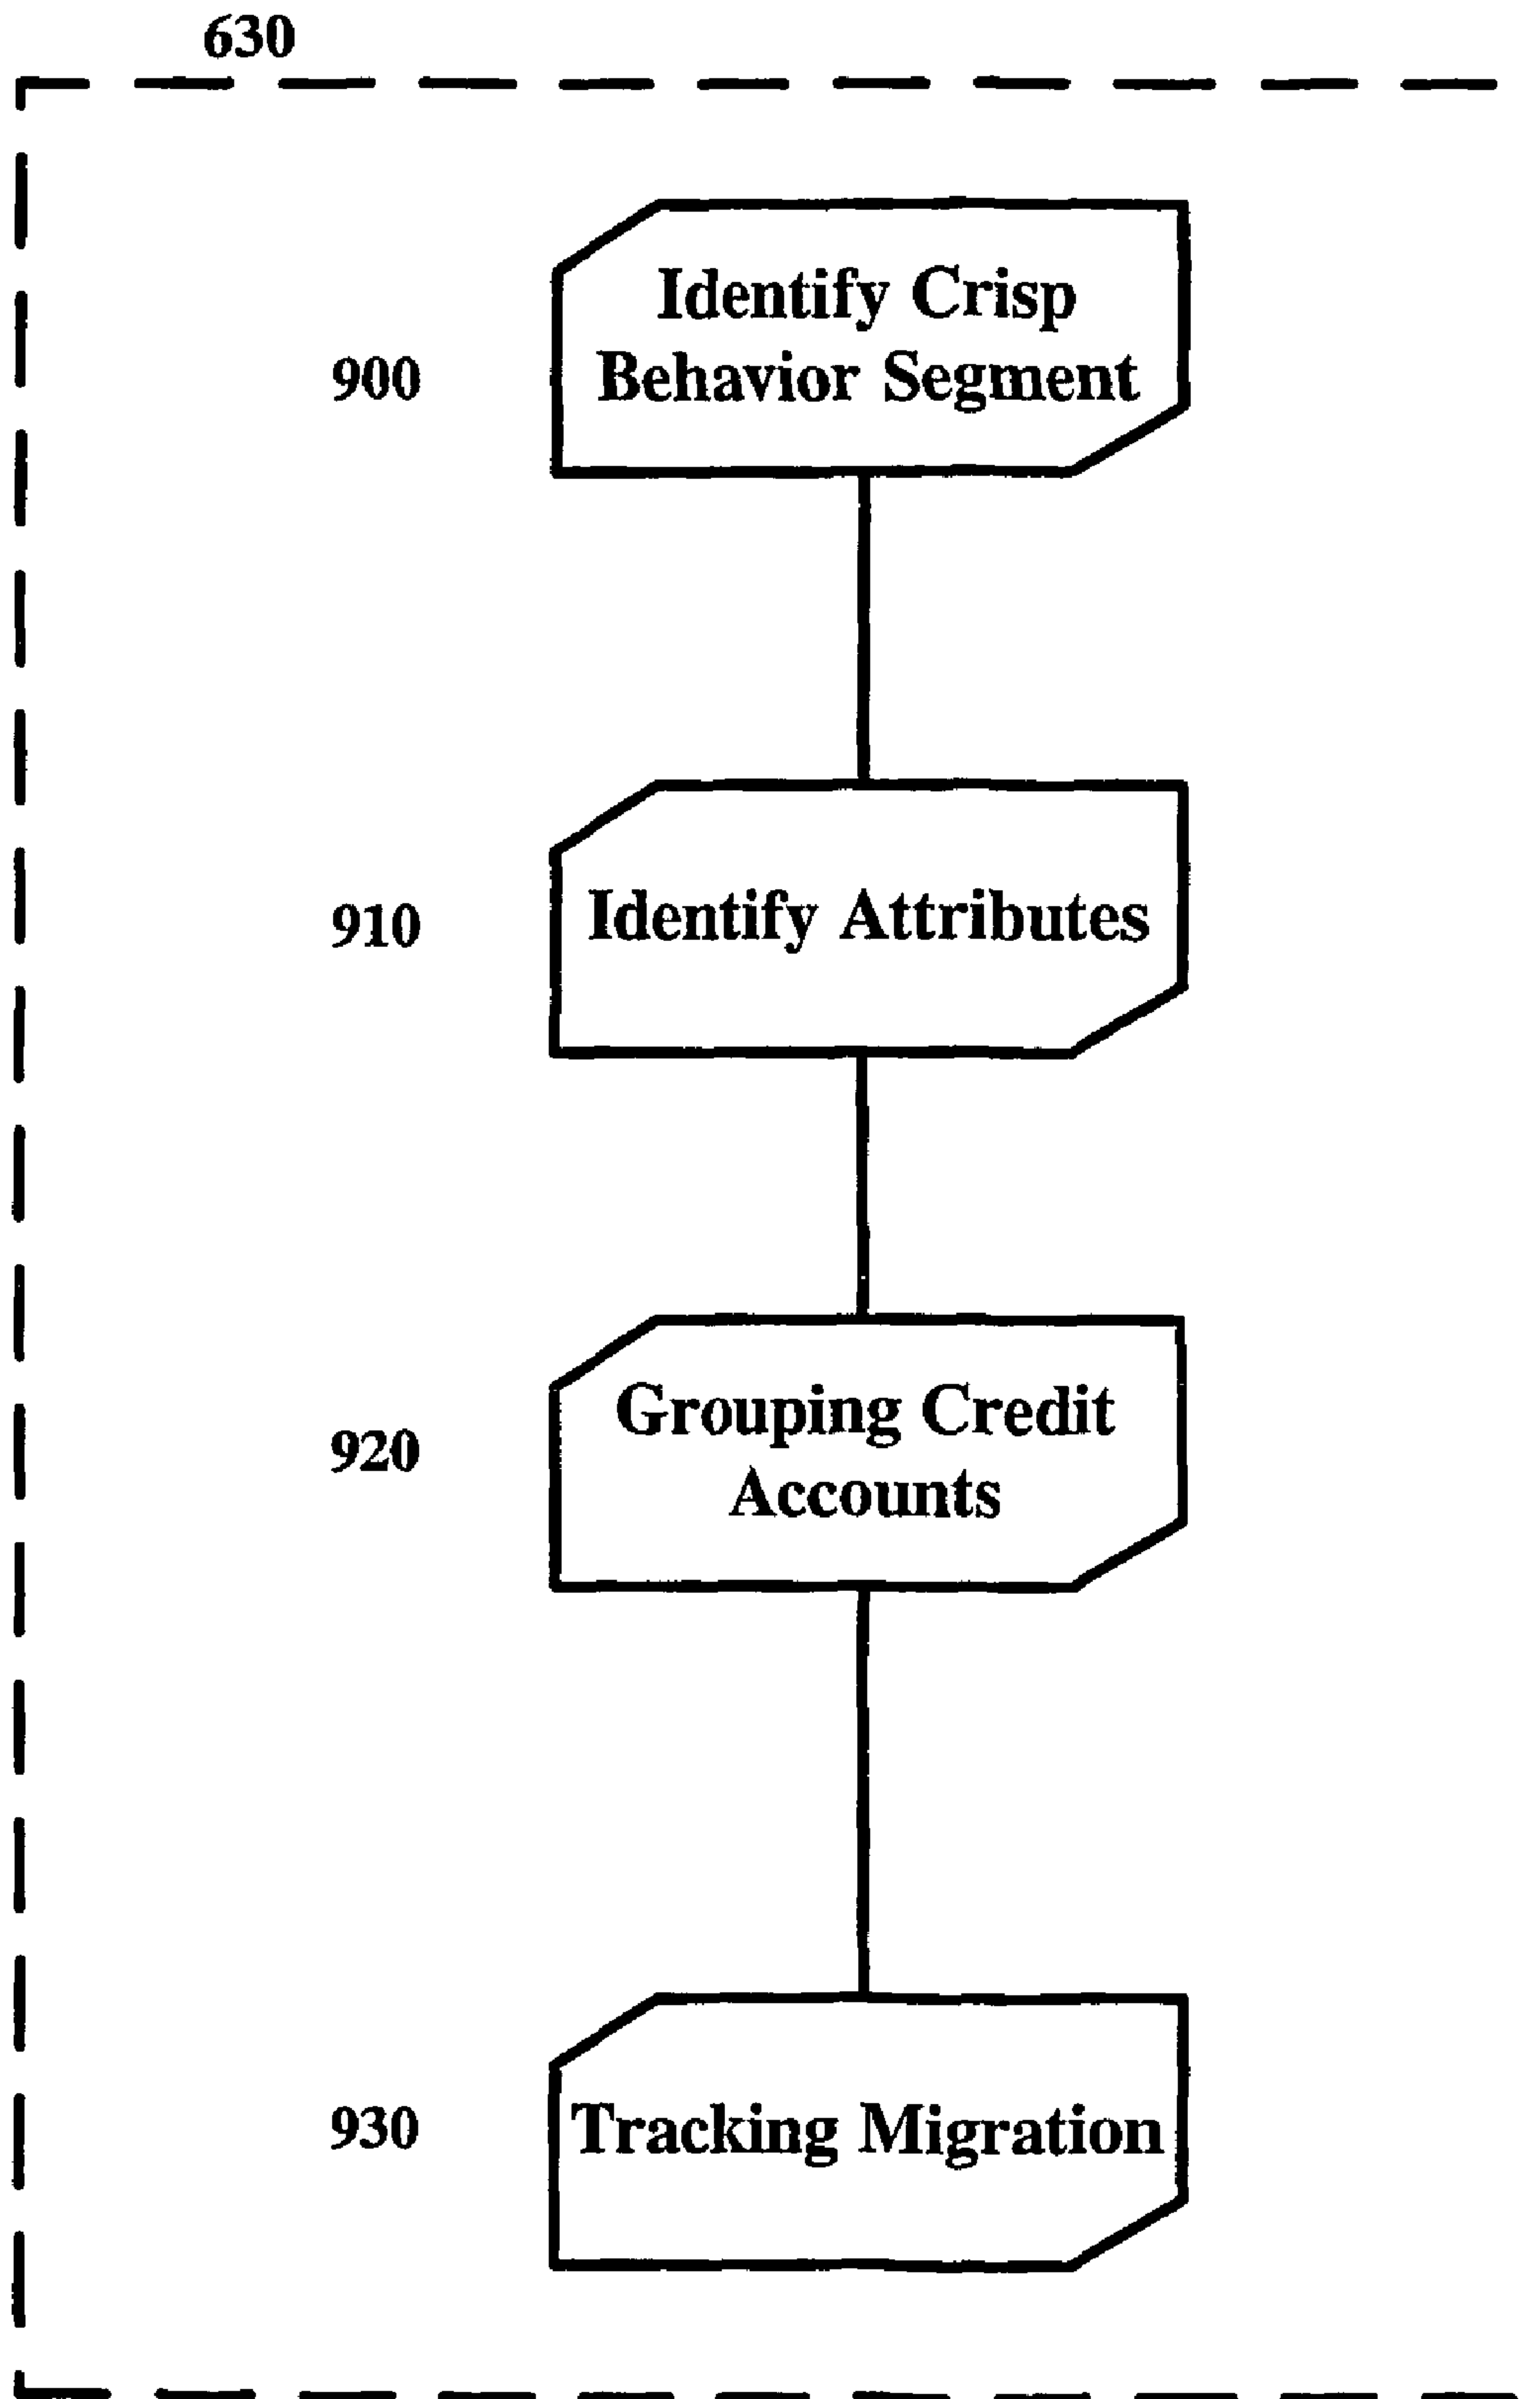 630
900
Identify Crisp
Behavior Segment
910
Identify Attributes
920
Grouping Credit
Accounts
930
Tracking Migration